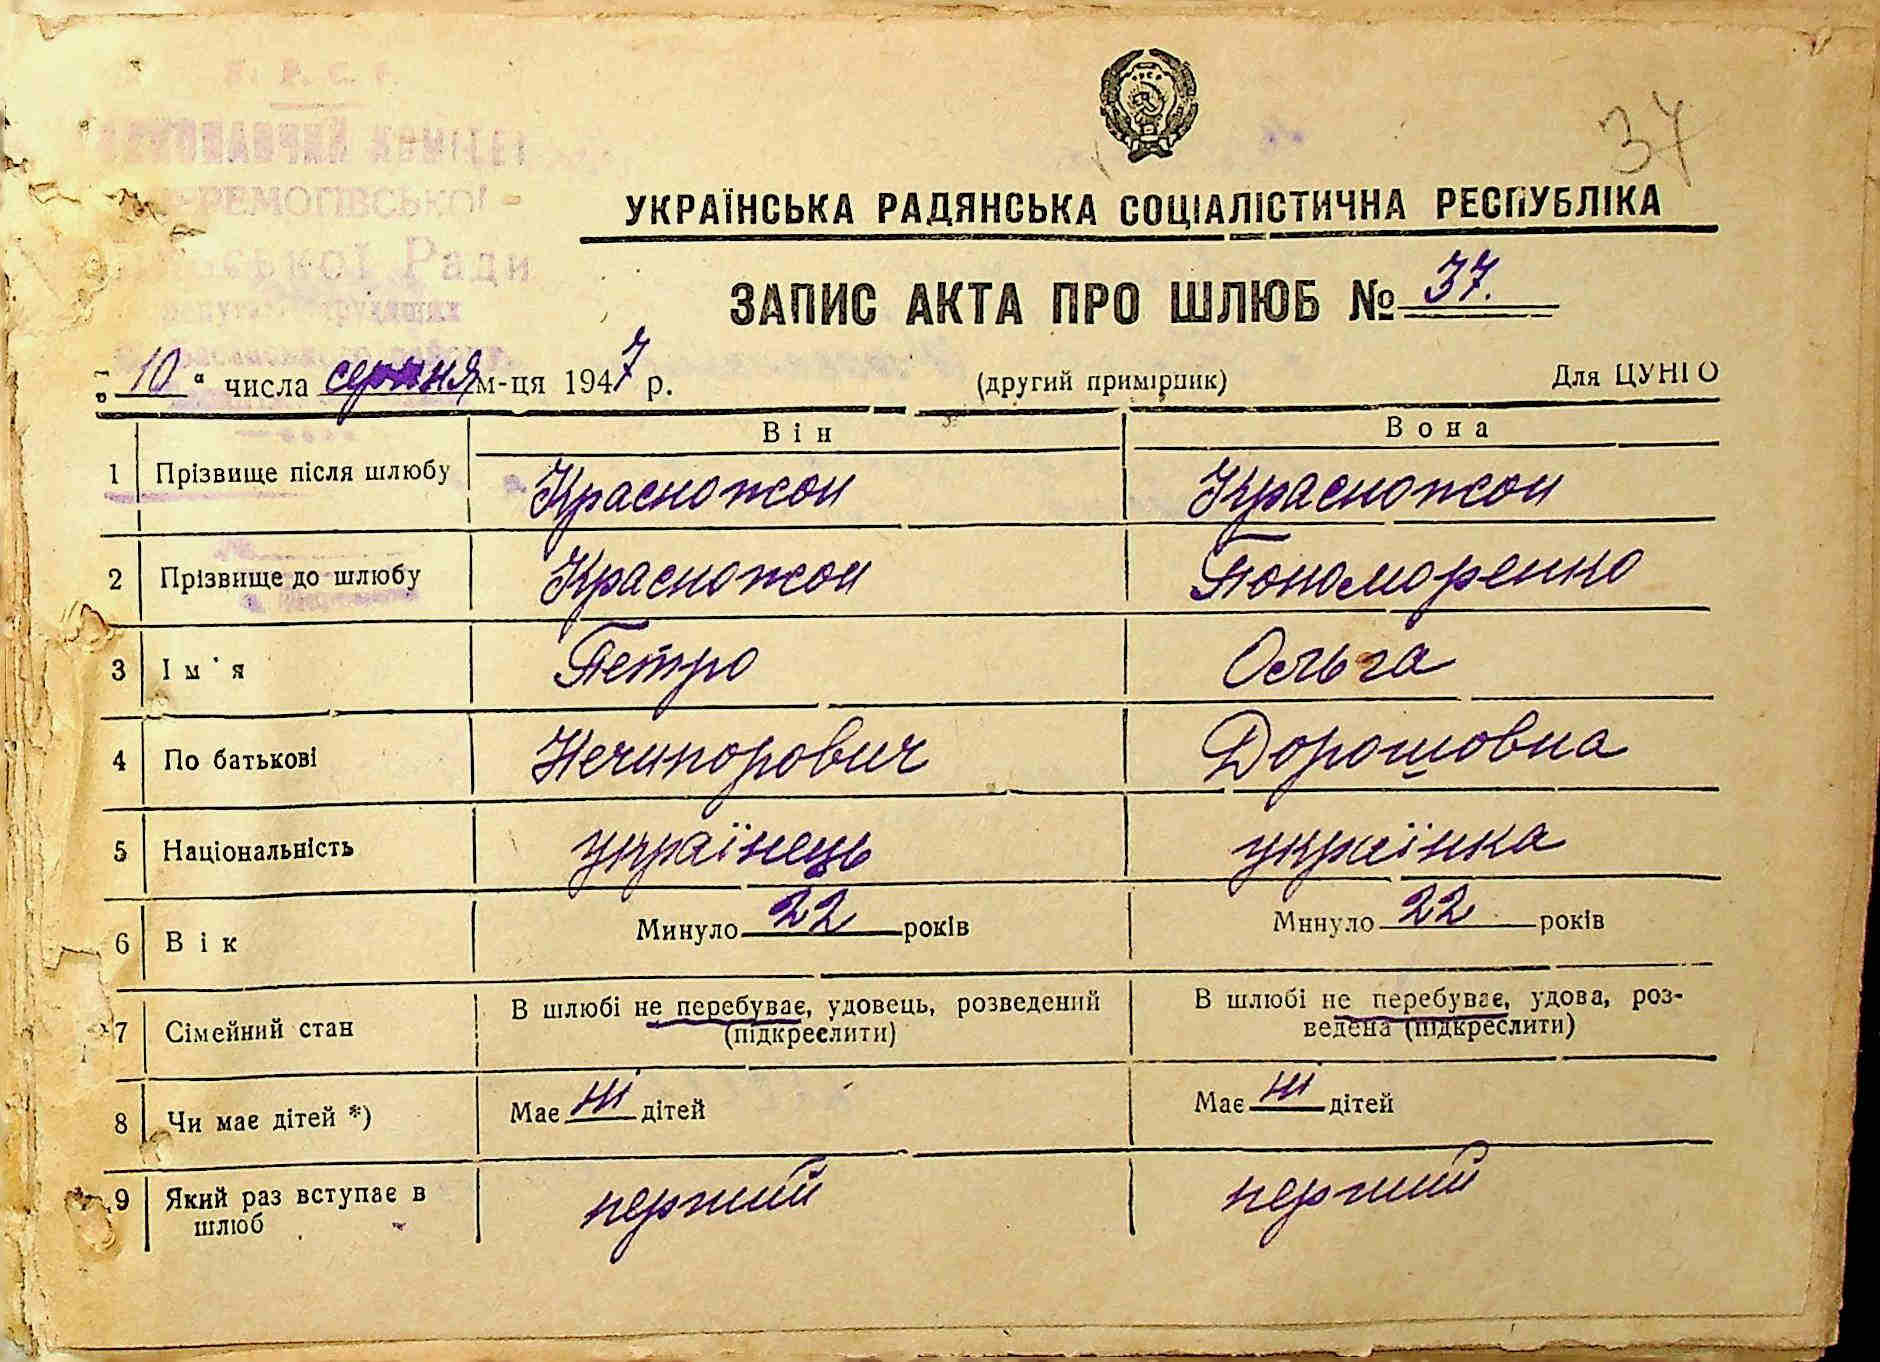 37
УКРАЇНСЬКА РАДЯНСЬКА СОЦІАЛІСТИЧНА РЕСПУБЛІКА
ЗАПИС АКТА ПРО ШЛЮБ № 37.
„10“ числа серпня м-ця 1947 р. (другий примірник) Для ЦУНГО
Він Вона
1 Прізвище після шлюбу Красножон Красножон
2 Прізвище до шлюбу Красножон Пономоренко
3 Ім'я Петро Ольга
4 По батькові Нечипорович Дорошовна
5 Національність українець українка
6 Вік Минуло 22 років Минуло 22 років
7 Сімейний стан В шлюбі не перебуває, удовець, розведений В шлюбі не перебуває, удова, роз-
(підкреслити) ведена (підкреслити)
8 Чи має дітей *) Має ні дітей Має ні дітей
9 Який раз вступає в перший перший
шлюб